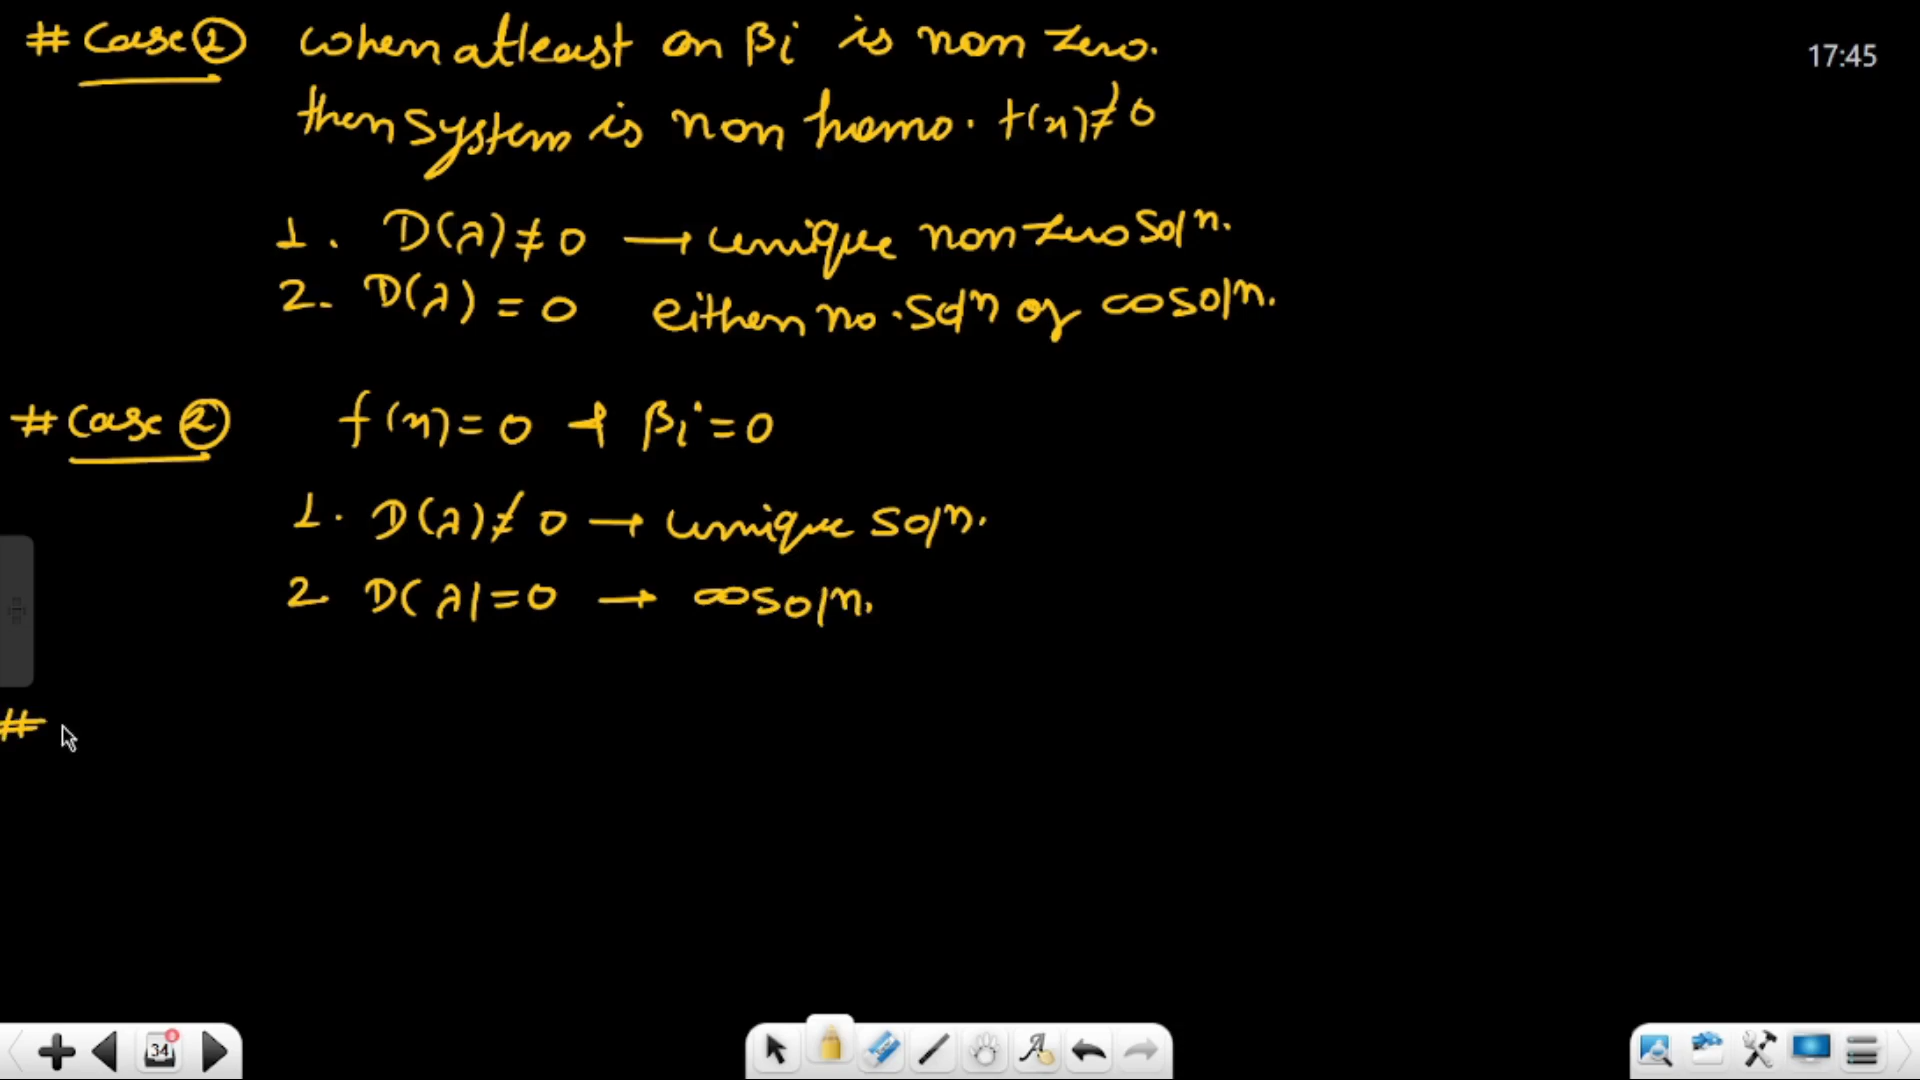 # Case ①  when atleast on βi is non zero.
17:45
then system is non homo. f(x)≠0
1. D(λ)≠0 → unique non zero soln.
2. D(λ) = 0 either no. soln or ∞ soln.
# Case ② f(x)=0 & βi=0
1. D(λ)≠0 → unique soln.
2 D(λ)=0 → ∞ soln.
#
34